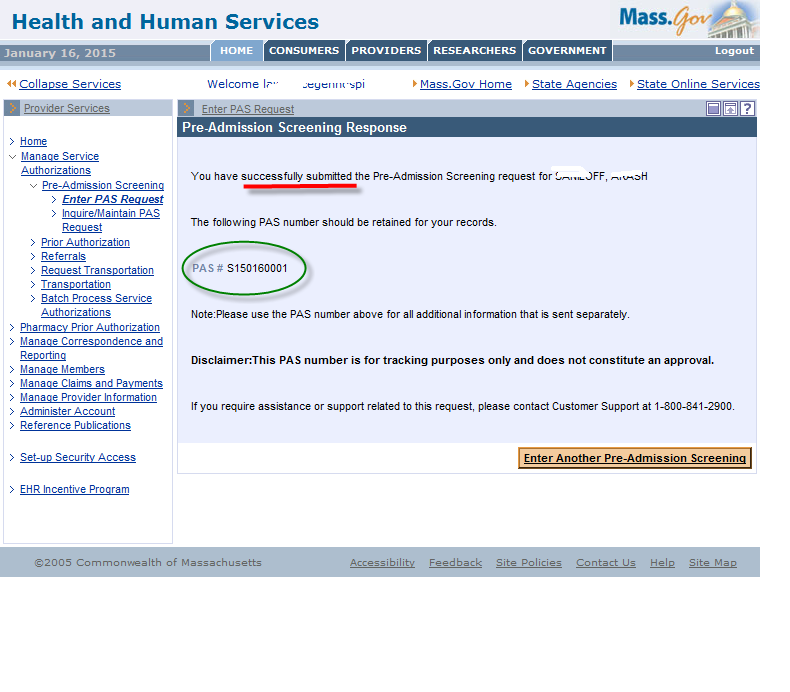 Health and Human Services
Mass.Gov
January 16, 2015
HOME CONSUMERS PROVIDERS RESEARCHERS GOVERNMENT Logout
Collapse Services Welcome Mass.Gov Home State Agencies State Online Services
Provider Services
Home
Manage Service
Authorizations
Pre-Admission Screening
Enter PAS Request
Inquire/Maintain PAS
Request
Prior Authorization
Referrals
Request Transportation
Transportation
Batch Process Service
Authorizations
Pharmacy Prior Authorization
Manage Correspondence and
Reporting
Manage Members
Manage Claims and Payments
Manage Provider Information
Administer Account
Reference Publications
Set-up Security Access
EHR Incentive Program
Enter PAS Request ?
Pre-Admission Screening Response
You have successfully submitted the Pre-Admission Screening request for
The following PAS number should be retained for your records.
PAS # S150160001
Note:Please use the PAS number above for all additional information that is sent separately.
Disclaimer:This PAS number is for tracking purposes only and does not constitute an approval.
If you require assistance or support related to this request, please contact Customer Support at 1-800-841-2900.
Enter Another Pre-Admission Screening
©2005 Commonwealth of Massachusetts Accessibility Feedback Site Policies Contact Us Help Site Map